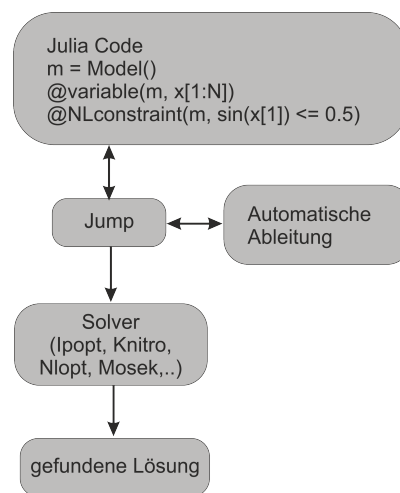 Julia Code
m = Model()
@variable(m, x[1:N])
@NLconstraint(m, sin(x[1]) <= 0.5)
Jump
Automatische
Ableitung
Solver
(Ipopt, Knitro,
Nlopt, Mosek,..)
gefundene Lösung